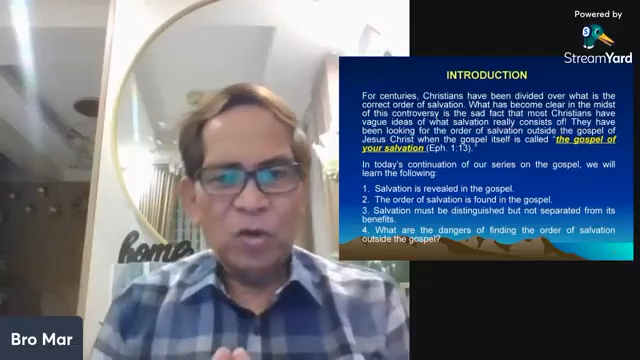 Powered by
StreamYard
INTRODUCTION
For centuries, Christians have been divided over what is the
correct order of salvation. What has become clear in the midst
of this controversy is the sad fact that most Christians have
vague ideas of what salvation really consists of! They have
been looking for the order of salvation outside the gospel of
Jesus Christ when the gospel itself is called "the gospel of
your salvation (Eph. 1:13)."
In today's continuation of our series on the gospel, we will
learn the following:
1. Salvation is revealed in the gospel.
2. The order of salvation is found in the gospel.
3. Salvation must be distinguished but not separated from its
benefits.
4. What are the dangers of finding the order of salvation
outside the gospel?
home
Bro Mar